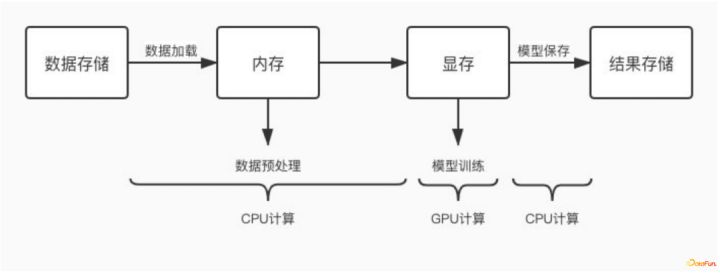 数据存储
数据加载
内存
显存
模型保存
结果存储
数据预处理
模型训练
CPU计算
GPU计算
CPU计算
DataFun.